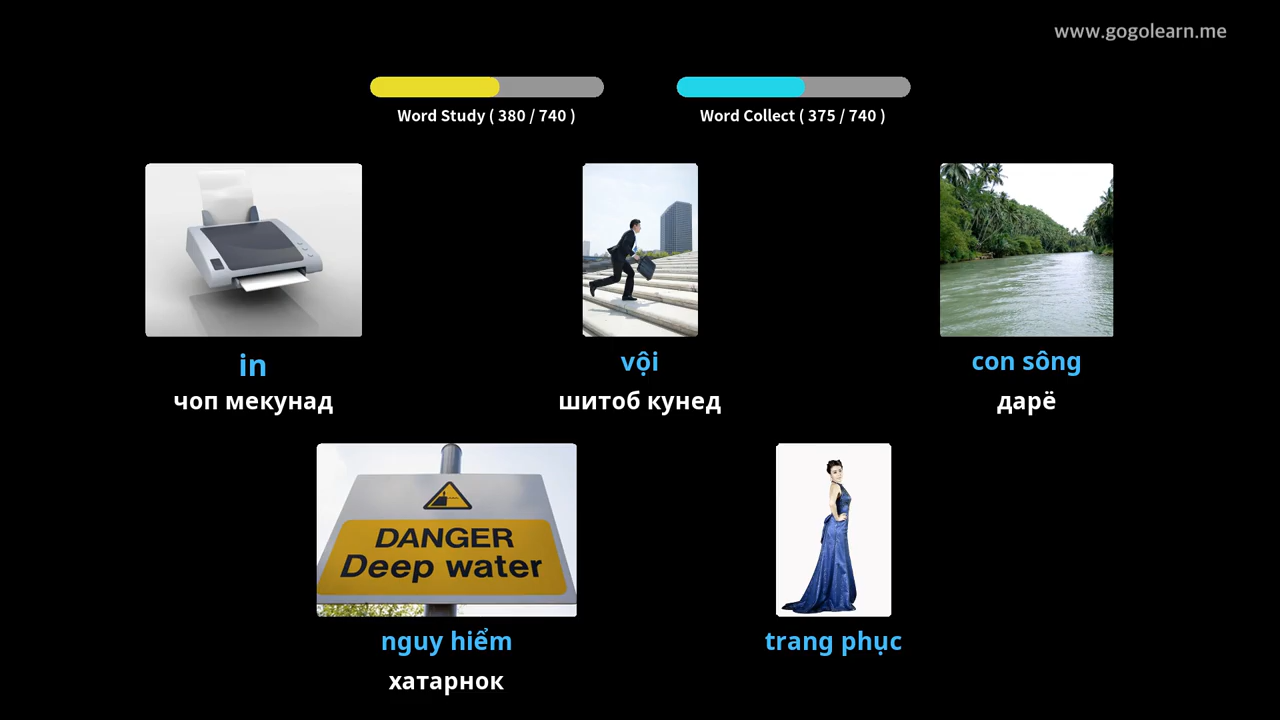 www.gogolearn.me
Word Study ( 380 / 740 )
Word Collect ( 375 / 740 )
in
чоп мекунад
vội
шитоб кунед
con sông
дарё
DANGER
Deep water
nguy hiểm
хатарнок
trang phục